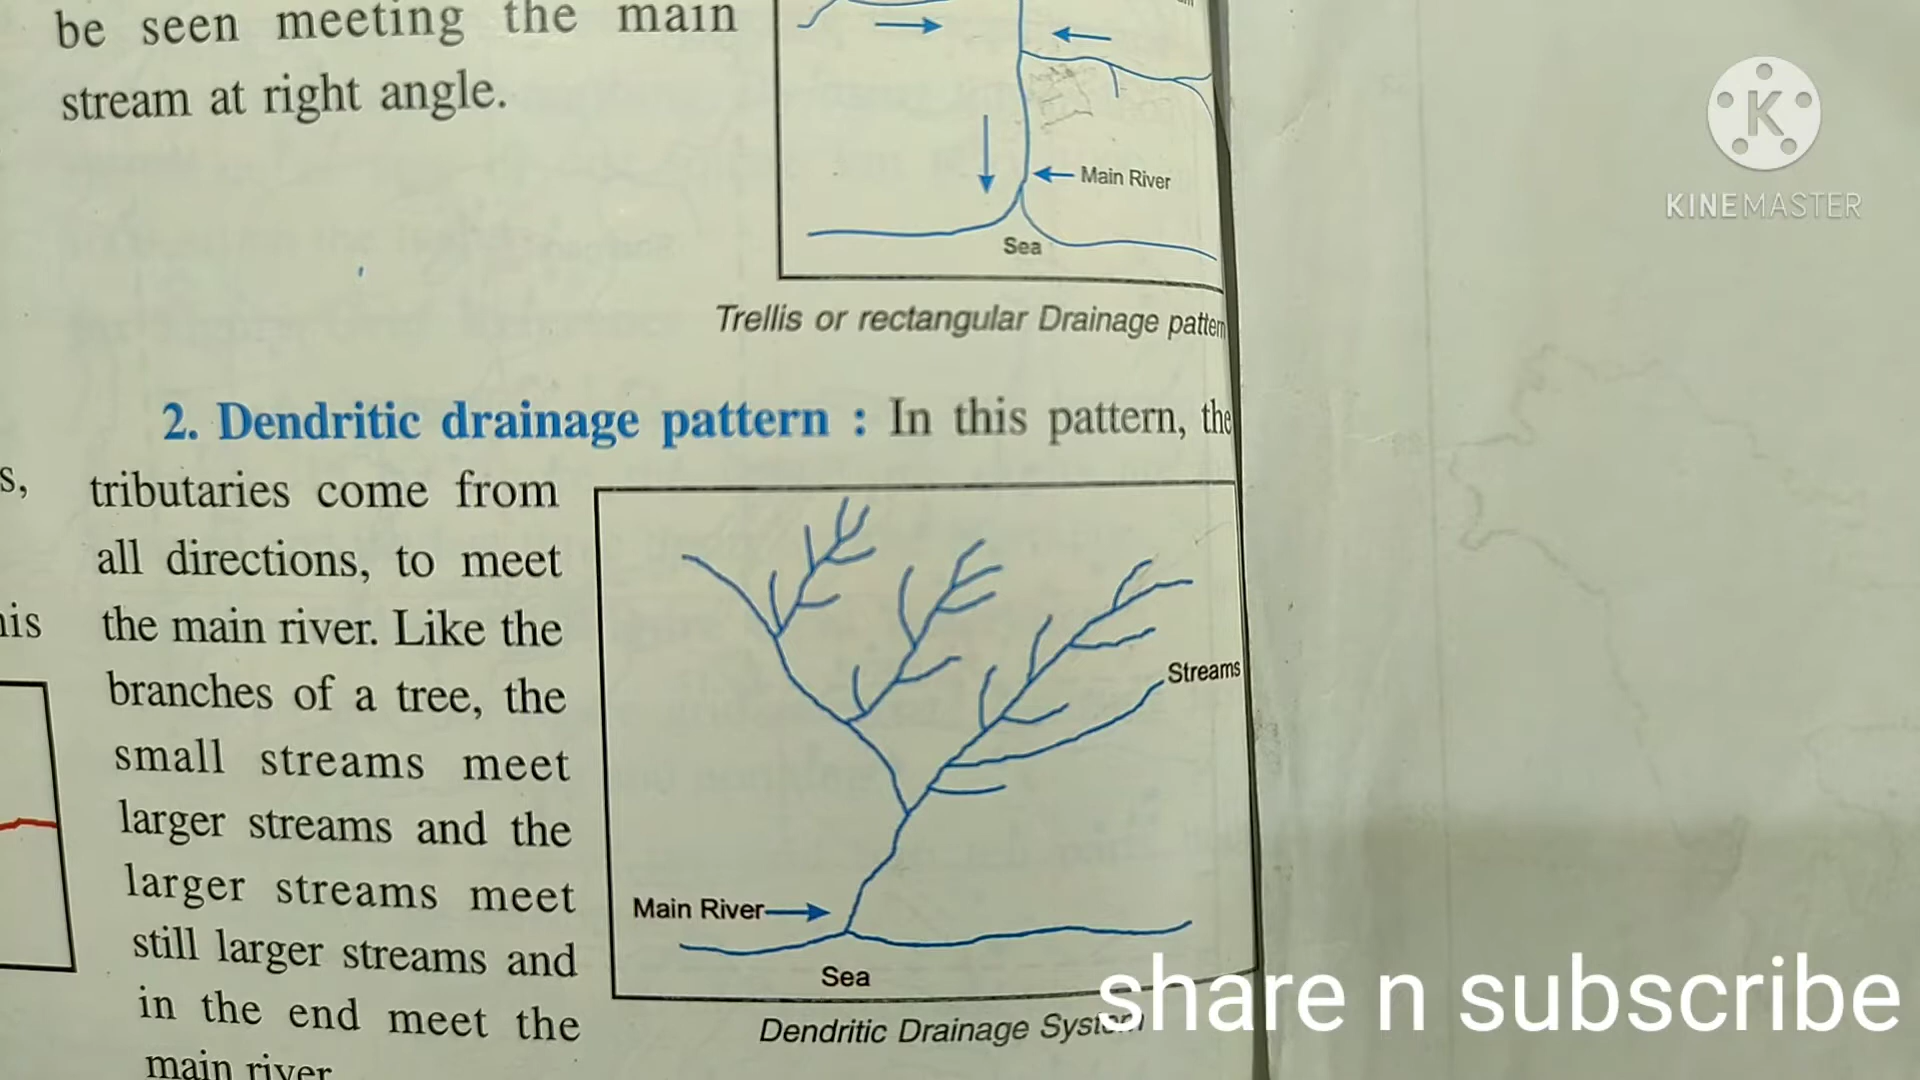 be seen meeting the main
stream at right angle.
Main River
Sea
Trellis or rectangular Drainage pattern
2. Dendritic drainage pattern : In this pattern, the
s,
tributaries come from
all directions, to meet
the main river. Like the
branches of a tree, the
small streams meet
larger streams and the
larger streams meet
still larger streams and
in the end meet the
main river
Streams
Main River
Sea
Dendritic Drainage System
K
KINEMASTER
share n subscribe